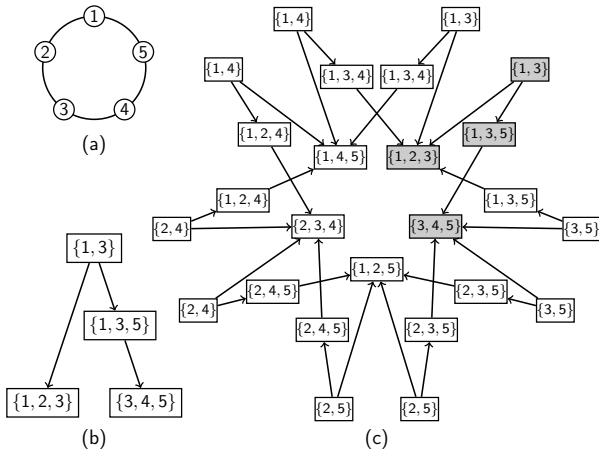 1
2 5
3 4
(a)
{1, 3}
{1, 3, 5}
{1, 2, 3} {3, 4, 5}
(b)
{1, 4} {1, 3}
{1, 4} {1, 3, 4} {1, 3, 4} {1, 3}
{1, 2, 4} {1, 3, 5}
{1, 4, 5} {1, 2, 3}
{1, 2, 4} {1, 3, 5}
{2, 4} {2, 3, 4} {3, 4, 5} {3, 5}
{1, 2, 5}
{2, 4, 5} {2, 3, 5}
{2, 4} {3, 5}
{2, 4, 5} {2, 3, 5}
{2, 5} {2, 5}
(c)